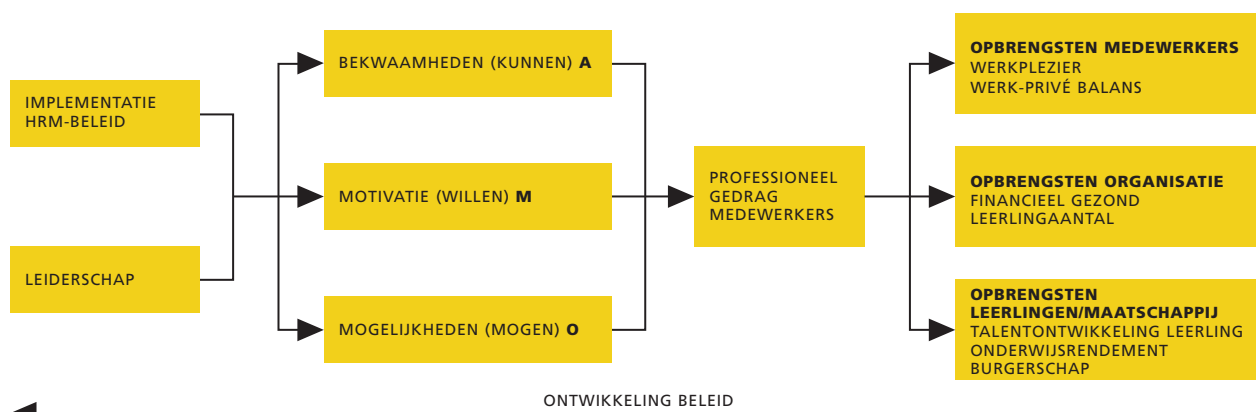 IMPLEMENTATIE
HRM-BELEID
LEIDERSCHAP
BEKWAAMHEDEN (KUNNEN) A
MOTIVATIE (WILLEN) M
MOGELIJKHEDEN (MOGEN) O
PROFESSIONEEL
GEDRAG
MEDEWERKERS
OPBRENGSTEN MEDEWERKERS
WERKPLEZIER
WERK-PRIVÉ BALANS
OPBRENGSTEN ORGANISATIE
FINANCIEEL GEZOND
LEERLINGAANTAL
OPBRENGSTEN
LEERLINGEN/MAATSCHAPPIJ
TALENTONTWIKKELING LEERLING
ONDERWIJSRENDEMENT
BURGERSCHAP
ONTWIKKELING BELEID